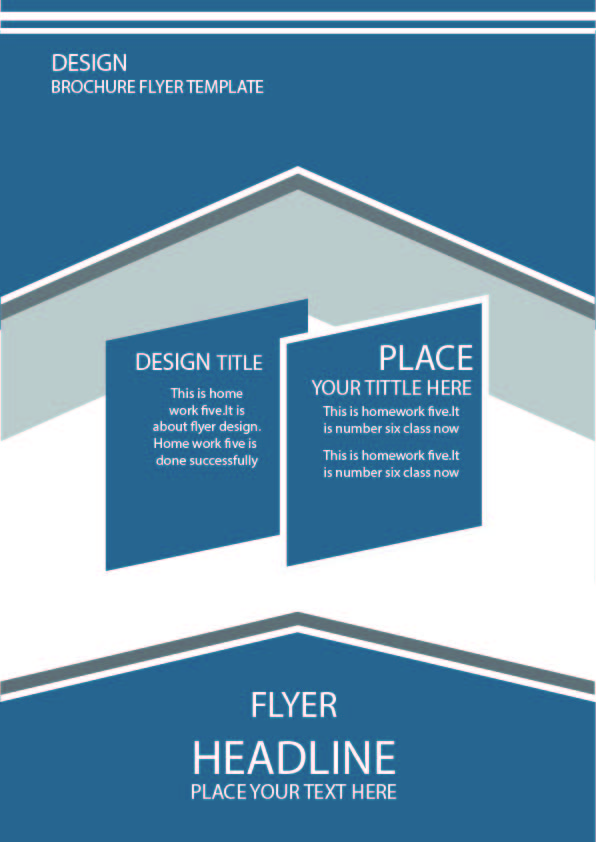 DESIGN
BROCHURE FLYER TEMPLATE
DESIGN TITLE
This is home
work five.It is
about flyer design.
Home work five is
done successfully
PLACE
YOUR TITTLE HERE
This is homework five.It
is number six class now
This is homework five.It
is number six class now
FLYER
HEADLINE
PLACE YOUR TEXT HERE